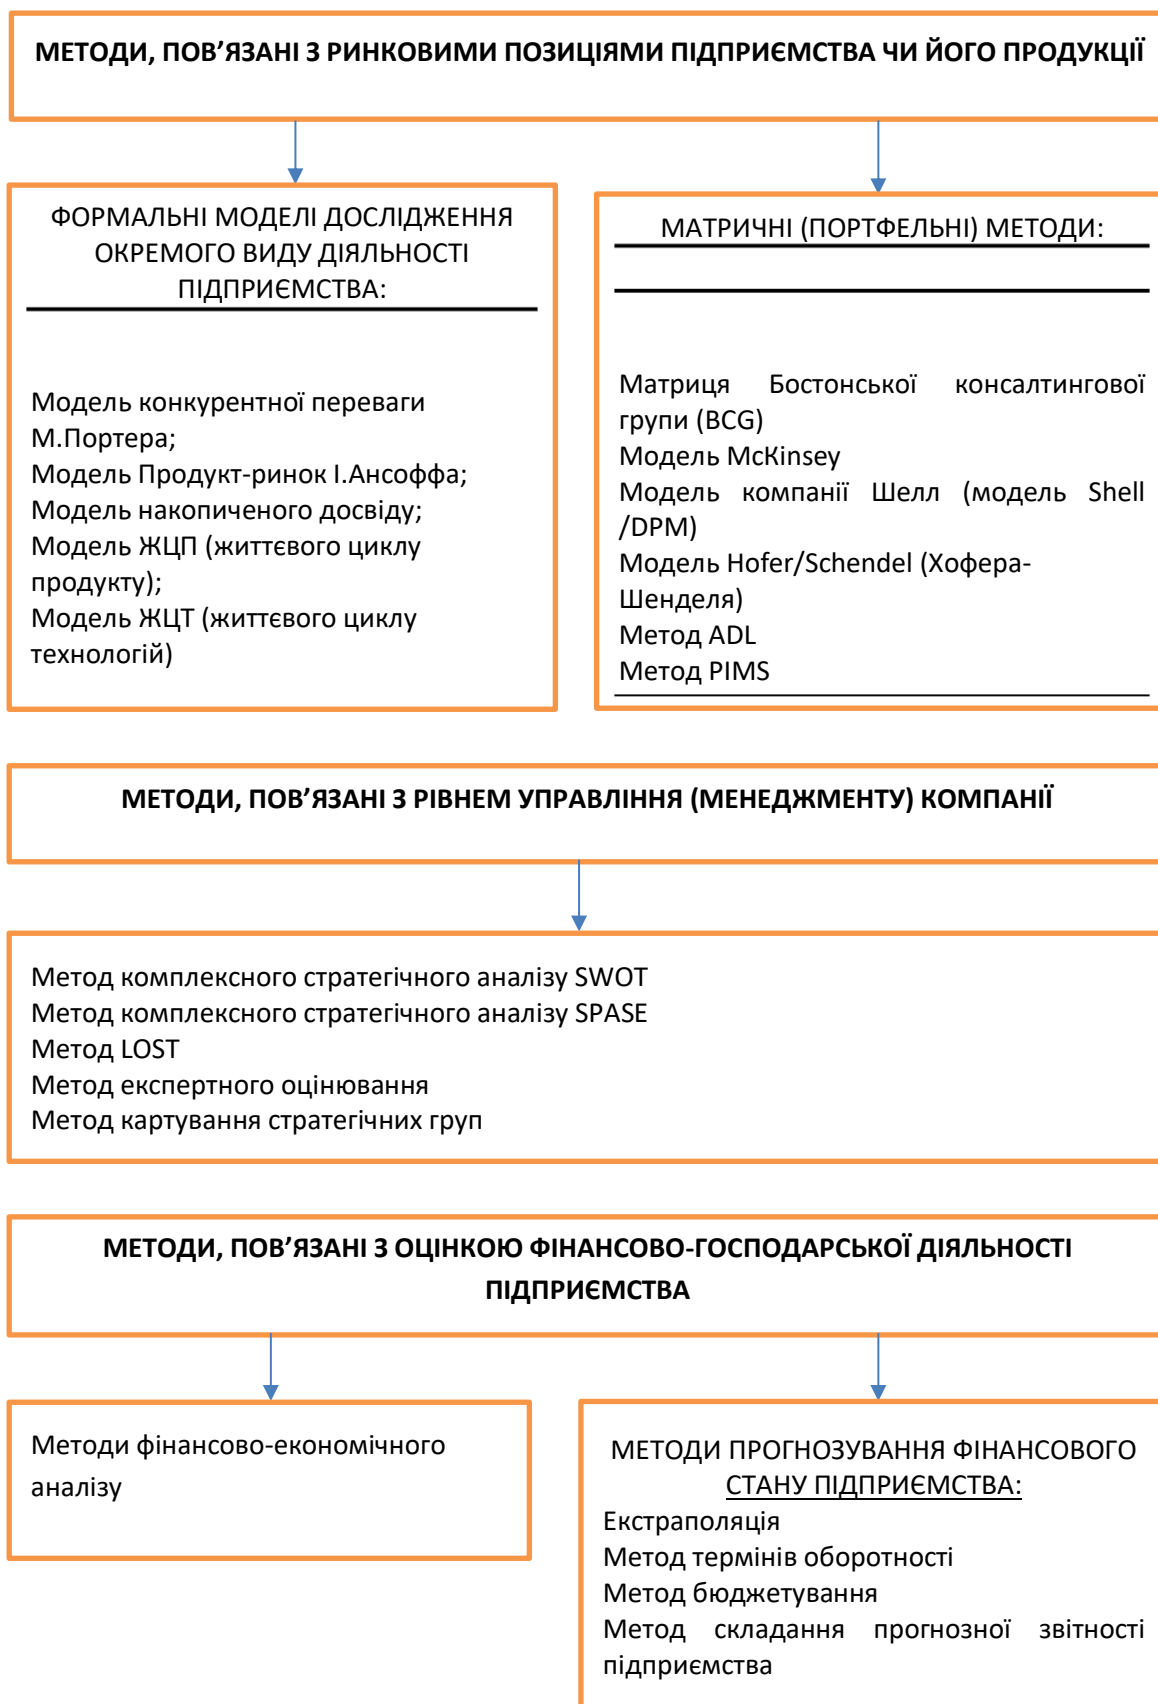 МЕТОДИ, ПОВ’ЯЗАНІ З РИНКОВИМИ ПОЗИЦІЯМИ ПІДПРИЄМСТВА ЧИ ЙОГО ПРОДУКЦІЇ
ФОРМАЛЬНІ МОДЕЛІ ДОСЛІДЖЕННЯ
ОКРЕМОГО ВИДУ ДІЯЛЬНОСТІ
ПІДПРИЄМСТВА:
Модель конкурентної переваги
М.Портера;
Модель Продукт-ринок І.Ансоффа;
Модель накопиченого досвіду;
Модель ЖЦП (життєвого циклу
продукту);
Модель ЖЦТ (життєвого циклу
технологій)
МАТРИЧНІ (ПОРТФЕЛЬНІ) МЕТОДИ:
Матриця Бостонської консалтингової
групи (BCG)
Модель McKinsey
Модель компанії Шелл (модель Shell
/DPM)
Модель Hofer/Schendel (Хофера-
Шенделя)
Метод ADL
Метод PIMS
МЕТОДИ, ПОВ’ЯЗАНІ З РІВНЕМ УПРАВЛІННЯ (МЕНЕДЖМЕНТУ) КОМПАНІЇ
Метод комплексного стратегічного аналізу SWOT
Метод комплексного стратегічного аналізу SPASE
Метод LOST
Метод експертного оцінювання
Метод картування стратегічних груп
МЕТОДИ, ПОВ’ЯЗАНІ З ОЦІНКОЮ ФІНАНСОВО-ГОСПОДАРСЬКОЇ ДІЯЛЬНОСТІ
ПІДПРИЄМСТВА
Методи фінансово-економічного
аналізу
МЕТОДИ ПРОГНОЗУВАННЯ ФІНАНСОВОГО
СТАНУ ПІДПРИЄМСТВА:
Екстраполяція
Метод термінів оборотності
Метод бюджетування
Метод складання прогнозної звітності
підприємства